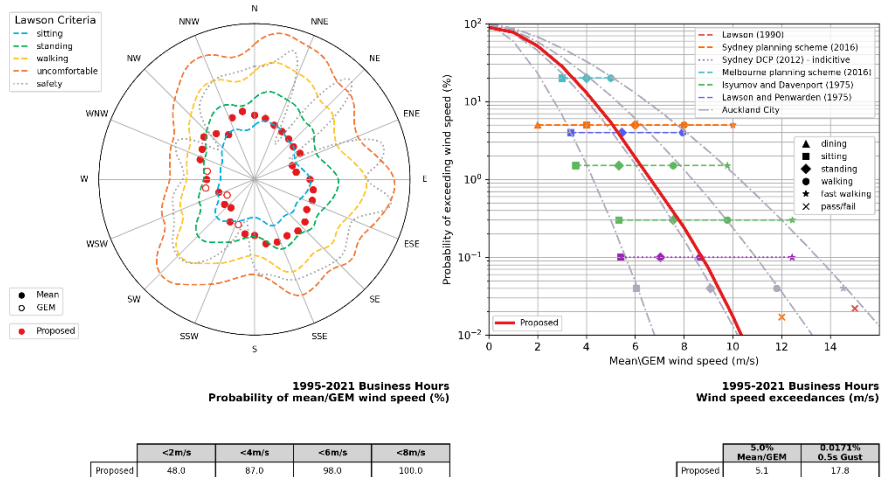 Lawson Criteria
sitting
standing
walking
uncomfortable
safety
N
NNE
NE
ENE
E
ESE
SE
SSE
S
SSW
SW
WSW
W
WNW
NW
NNW
Mean
GEM
Proposed
1995-2021 Business Hours
Probability of mean/GEM wind speed (%)
<2m/s <4m/s <6m/s <8m/s
Proposed 48.0 87.0 98.0 100.0
Probability of exceeding wind speed (%)
10²
10¹
10⁰
10⁻¹
10⁻²
0 2 4 6 8 10 12 14
Mean\GEM wind speed (m/s)
Lawson (1990)
Sydney planning scheme (2016)
Sydney DCP (2012) - indicitive
Melbourne planning scheme (2016)
Isyumov and Davenport (1975)
Lawson and Penwarden (1975)
Auckland City
dining
sitting
standing
walking
fast walking
pass/fail
Proposed
1995-2021 Business Hours
Wind speed exceedances (m/s)
5.0% 0.0171%
Mean/GEM 0.5s Gust
Proposed 5.1 17.8